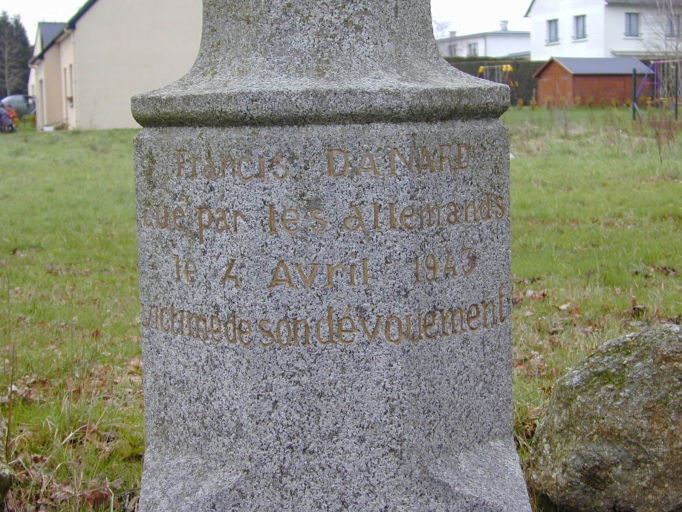 Francis DANARD
tué par les allemands
le 4 Avril 1943
victime de son dévouement